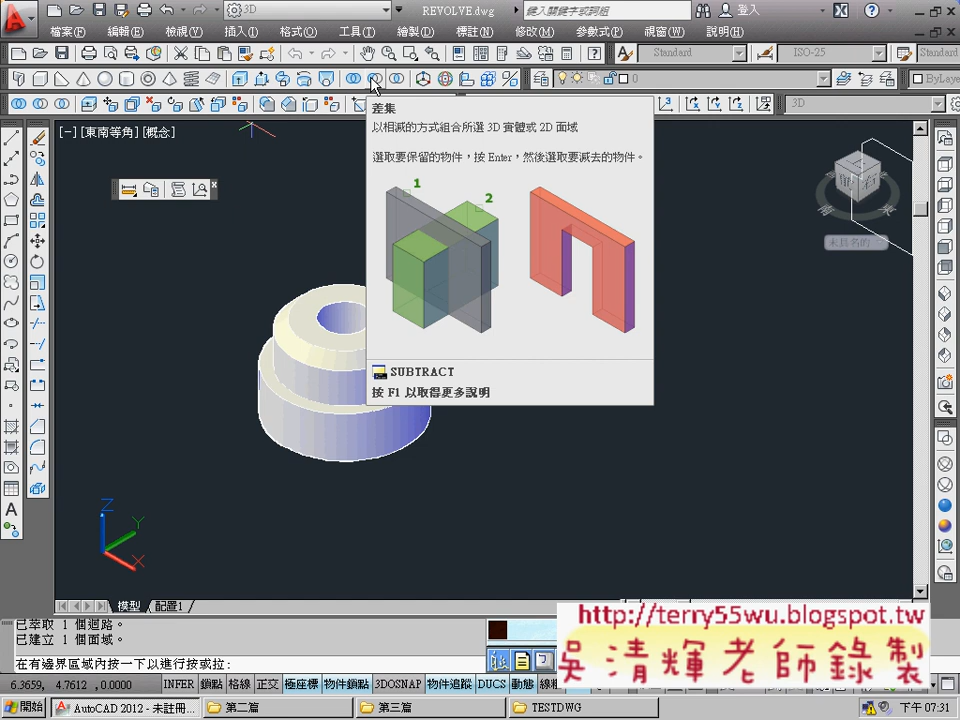 3D
REVOLVE.dwg
鍵入關鍵字或詞組
登入
檔案(F)
編輯(E)
檢視(V)
插入(I)
格式(O)
工具(T)
繪製(D)
標註(N)
修改(M)
參數式(P)
視窗(W)
說明(H)
Standard
ISO-25
Standard
0
ByLaye
3D
[-] [東南等角] [概念]
差集
以相減的方式組合所選 3D 實體或 2D 面域
選取要保留的物件，按 Enter，然後選取要減去的物件。
1
2
SUBTRACT
按 F1 以取得更多說明
未具名的
Z
Y
X
模型
配置1
已萃取 1 個迴路。
已建立 1 個面域。
在有邊界區域內按一下以進行按或拉:
http://terry55wu.blogspot.tw
吳清輝老師錄製
6.3659, 4.7612 ,0.0000
INFER
鎖點
格線
正交
極座標
物件鎖點
3DOSNAP
物件追蹤
DUCS
動態
線粗
開始
AutoCAD 2012 - 未註冊...
第二篇
第三篇
TESTDWG
下午 07:31